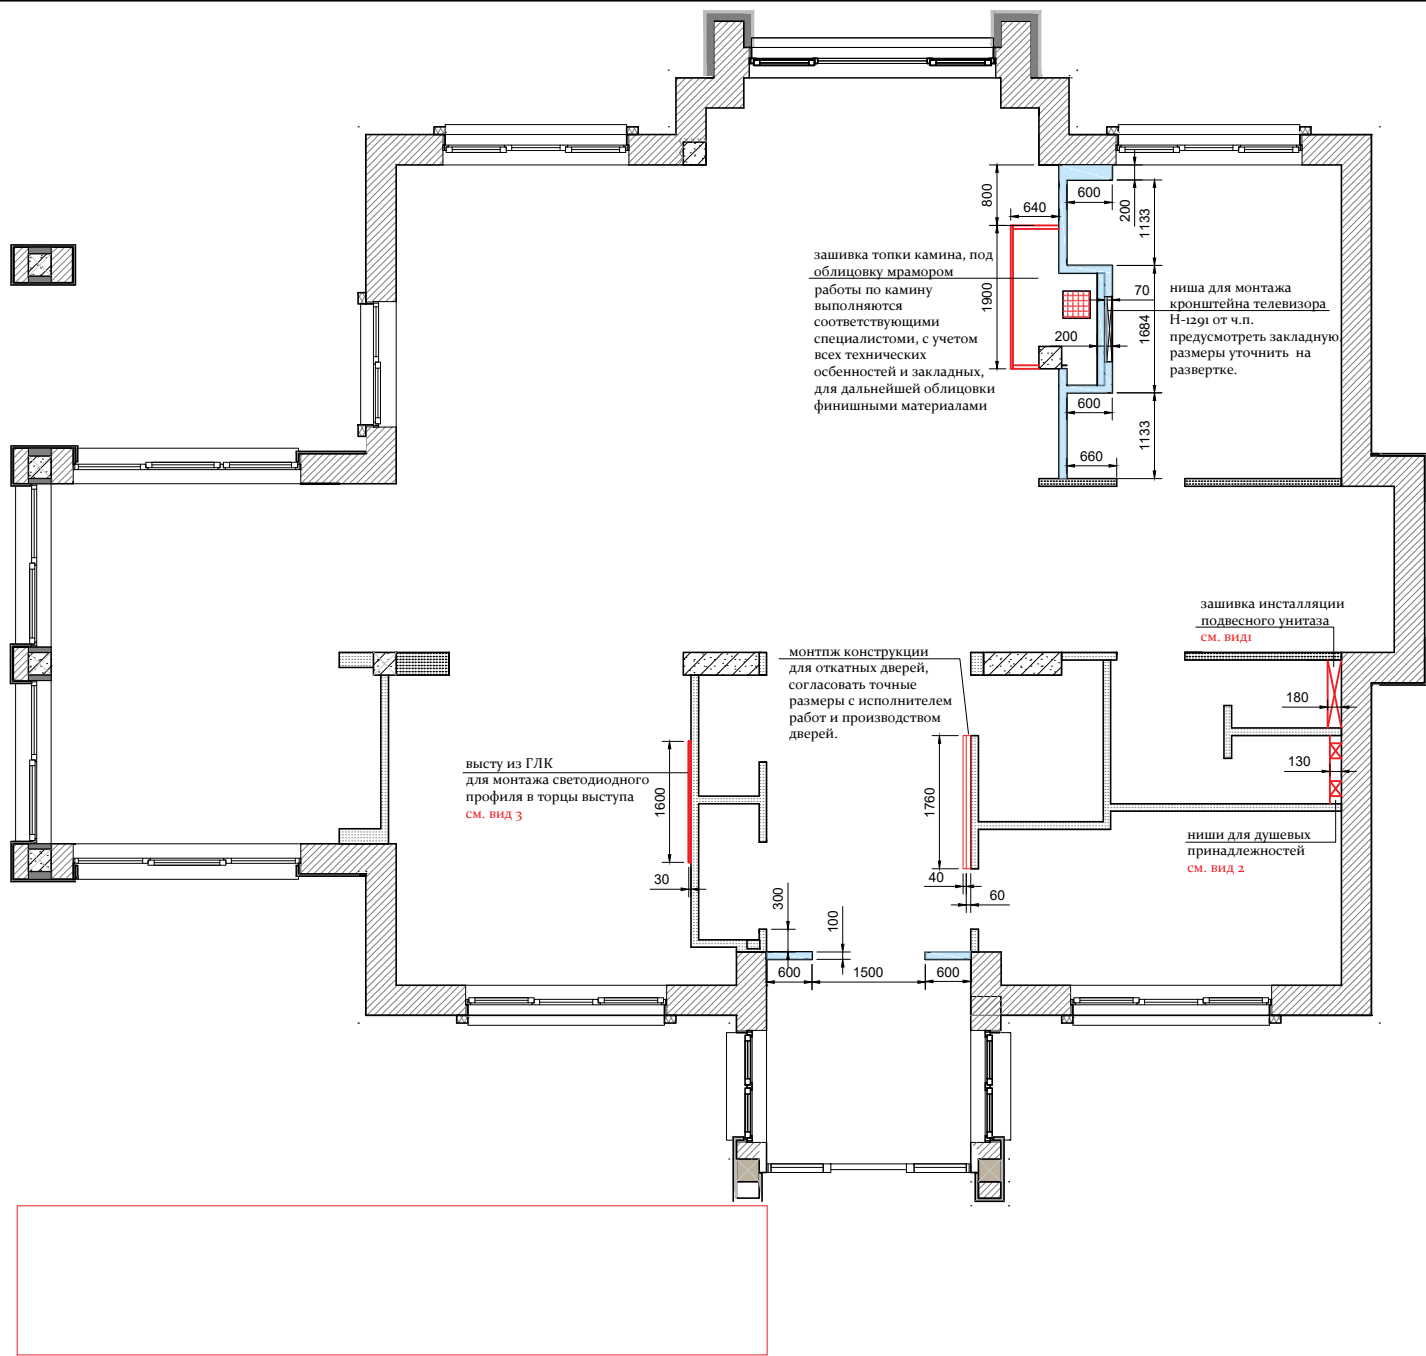 800
640
600
200
1133
зашивка топки камина, под
облицовку мрамором
работы по камину
выполняются
соответствующими
специалистоми, с учетом
всех технических
осбенностей и закладных,
для дальнейшей облицовки
финишными материалами
1900
200
70
1684
ниша для монтажа
кронштейна телевизора
Н-1291 от ч.п.
предусмотреть закладную.
размеры уточнить на
развертке.
600
1133
660
зашивка инсталляции
подвесного унитаза
см. вид1
180
130
ниши для душевых
принадлежностей
см. вид 2
монтпж конструкции
для откатных дверей,
согласовать точные
размеры с исполнителем
работ и производством
дверей.
1760
40
60
высту из ГЛК
для монтажа светодиодного
профиля в торцы выступа
см. вид 3
1600
30
300
100
600
1500
600